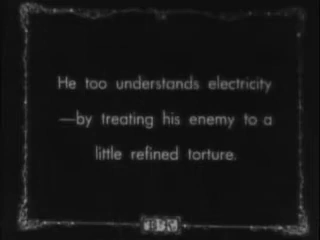 He too understands electricity
—by treating his enemy to a
little refined torture.
B K